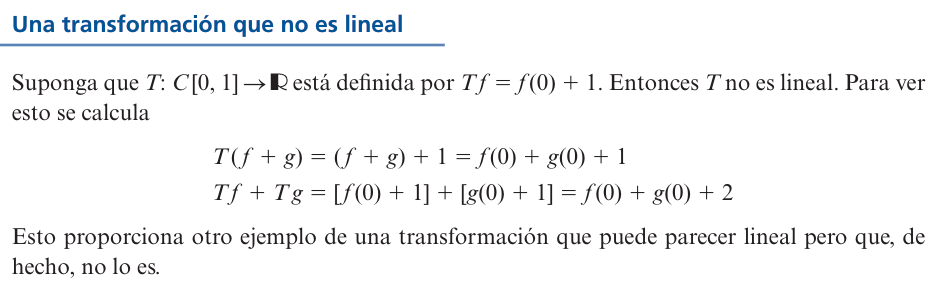 Una transformación que no es lineal
Suponga que T: C[0, 1] → ℝ está definida por Tf = f(0) + 1. Entonces T no es lineal. Para ver
esto se calcula
T(f + g) = (f + g) + 1 = f(0) + g(0) + 1
Tf + Tg = [f(0) + 1] + [g(0) + 1] = f(0) + g(0) + 2
Esto proporciona otro ejemplo de una transformación que puede parecer lineal pero que, de
hecho, no lo es.